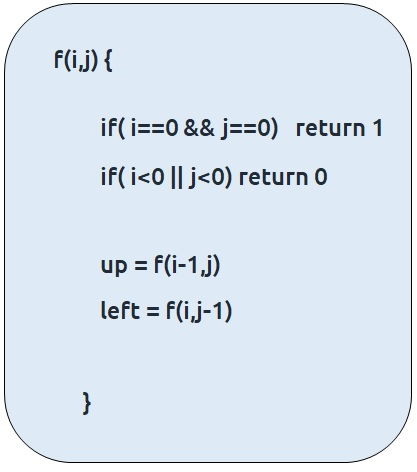 f(i,j) {
if( i==0 && j==0) return 1
if( i<0 || j<0) return 0
up = f(i-1,j)
left = f(i,j-1)
}